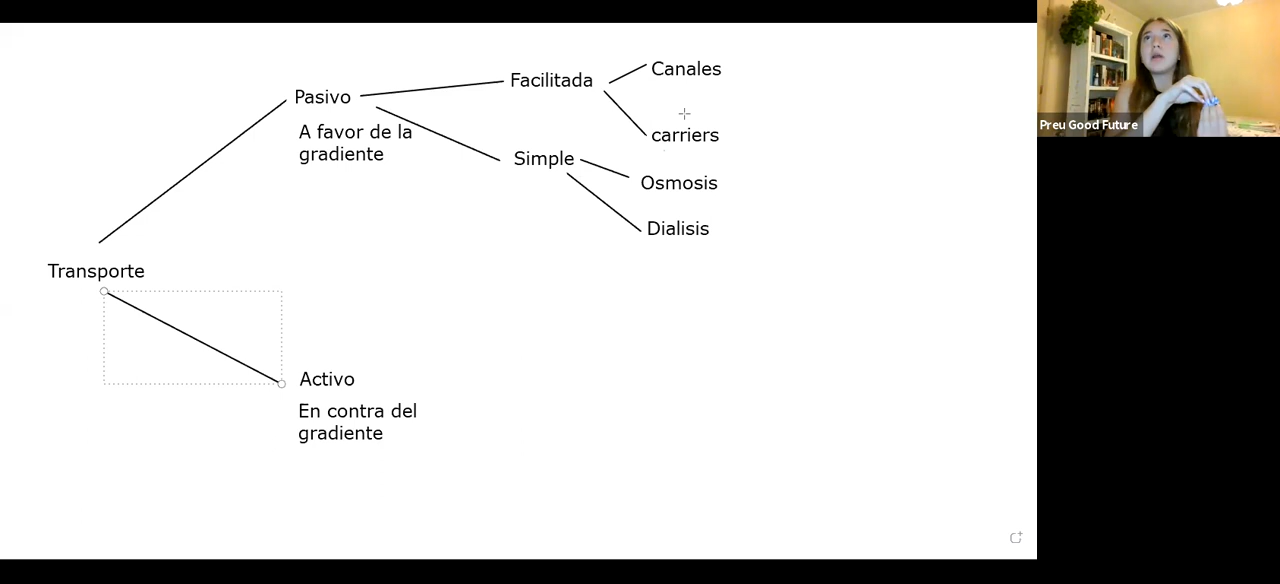 Pasivo
A favor de la
gradiente
Facilitada
Canales
carriers
Simple
Osmosis
Dialisis
Transporte
Activo
En contra del
gradiente
Preu Good Future